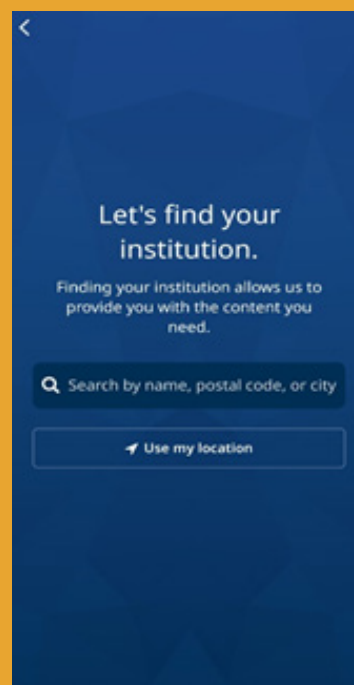 Let's find your
institution.
Finding your institution allows us to
provide you with the content you
need.
Search by name, postal code, or city
Use my location